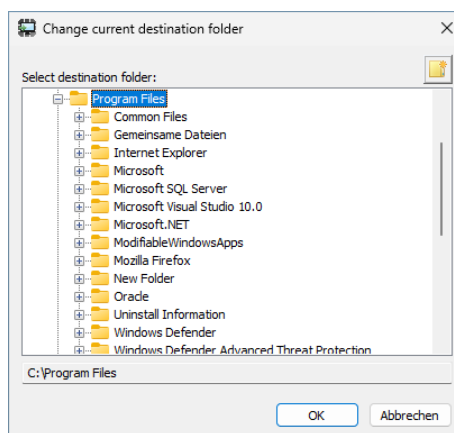 Change current destination folder
Select destination folder:
Program Files
Common Files
Gemeinsame Dateien
Internet Explorer
Microsoft
Microsoft SQL Server
Microsoft Visual Studio 10.0
Microsoft.NET
ModifiableWindowsApps
Mozilla Firefox
New Folder
Oracle
Uninstall Information
Windows Defender
Windows Defender Advanced Threat Protection
C:\Program Files
OK Abbrechen